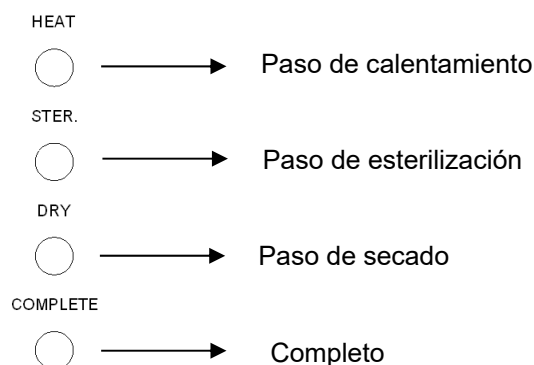 HEAT
Paso de calentamiento
STER.
Paso de esterilización
DRY
Paso de secado
COMPLETE
Completo